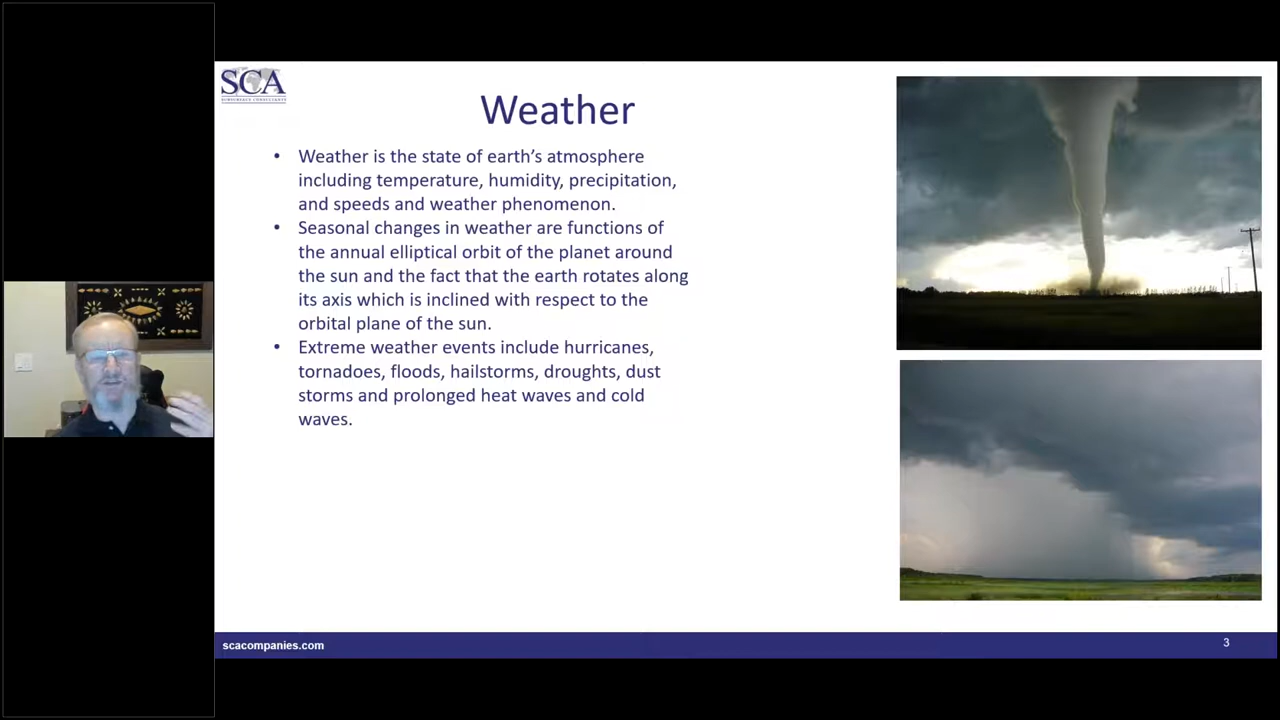 SCA
Weather
• Weather is the state of earth's atmosphere
including temperature, humidity, precipitation,
and speeds and weather phenomenon.
• Seasonal changes in weather are functions of
the annual elliptical orbit of the planet around
the sun and the fact that the earth rotates along
its axis which is inclined with respect to the
orbital plane of the sun.
• Extreme weather events include hurricanes,
tornadoes, floods, hailstorms, droughts, dust
storms and prolonged heat waves and cold
waves.
scacompanies.com
3